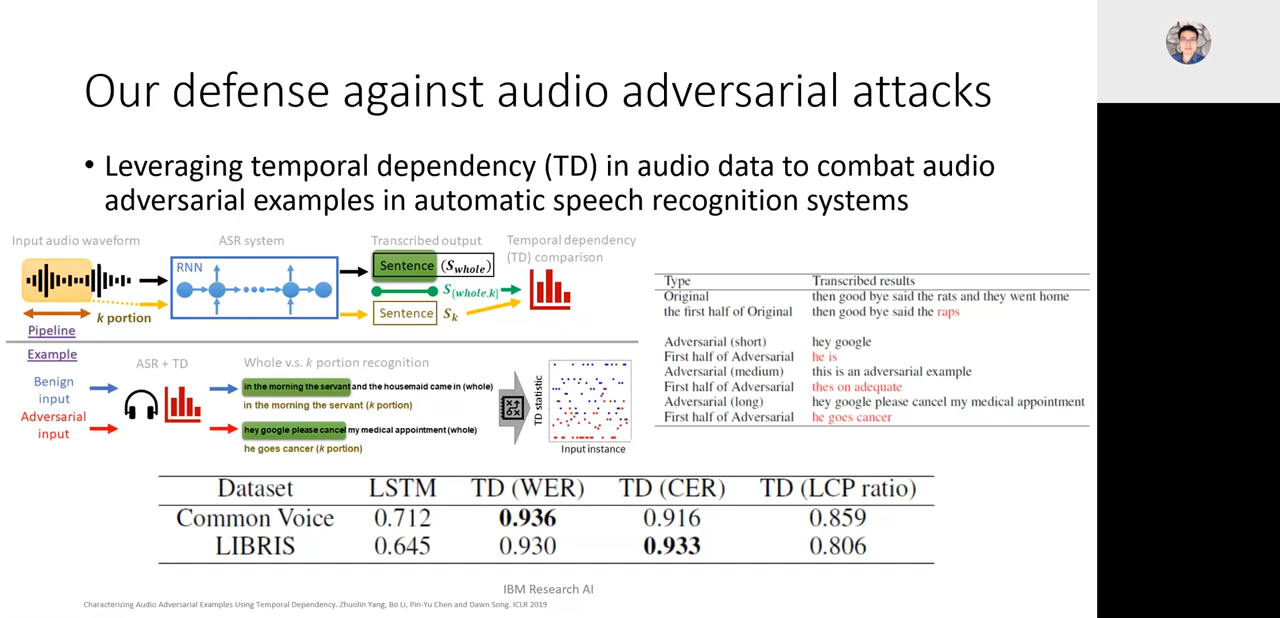 Our defense against audio adversarial attacks
• Leveraging temporal dependency (TD) in audio data to combat audio
adversarial examples in automatic speech recognition systems
Input audio waveform
ASR system
Transcribed output
Temporal dependency
(TD) comparison
RNN
Sentence (S_whole)
S_{whole,k}
k portion
Sentence S_k
Pipeline
Example
ASR + TD
Whole v.s. k portion recognition
Benign
input
in the morning the servant and the housemaid came in (whole)
in the morning the servant (k portion)
Adversarial
input
hey google please cancel my medical appointment (whole)
he goes cancer (k portion)
TD statistic
Input instance
Type Transcribed results
Original then good bye said the rats and they went home
the first half of Original then good bye said the raps
Adversarial (short) hey google
First half of Adversarial he is
Adversarial (medium) this is an adversarial example
First half of Adversarial thes on adequate
Adversarial (long) hey google please cancel my medical appointment
First half of Adversarial he goes cancer
Dataset LSTM TD (WER) TD (CER) TD (LCP ratio)
Common Voice 0.712 0.936 0.916 0.859
LIBRIS 0.645 0.930 0.933 0.806
IBM Research AI
Characterizing Audio Adversarial Examples Using Temporal Dependency. Zhuolin Yang, Bo Li, Pin-Yu Chen and Dawn Song. ICLR 2019